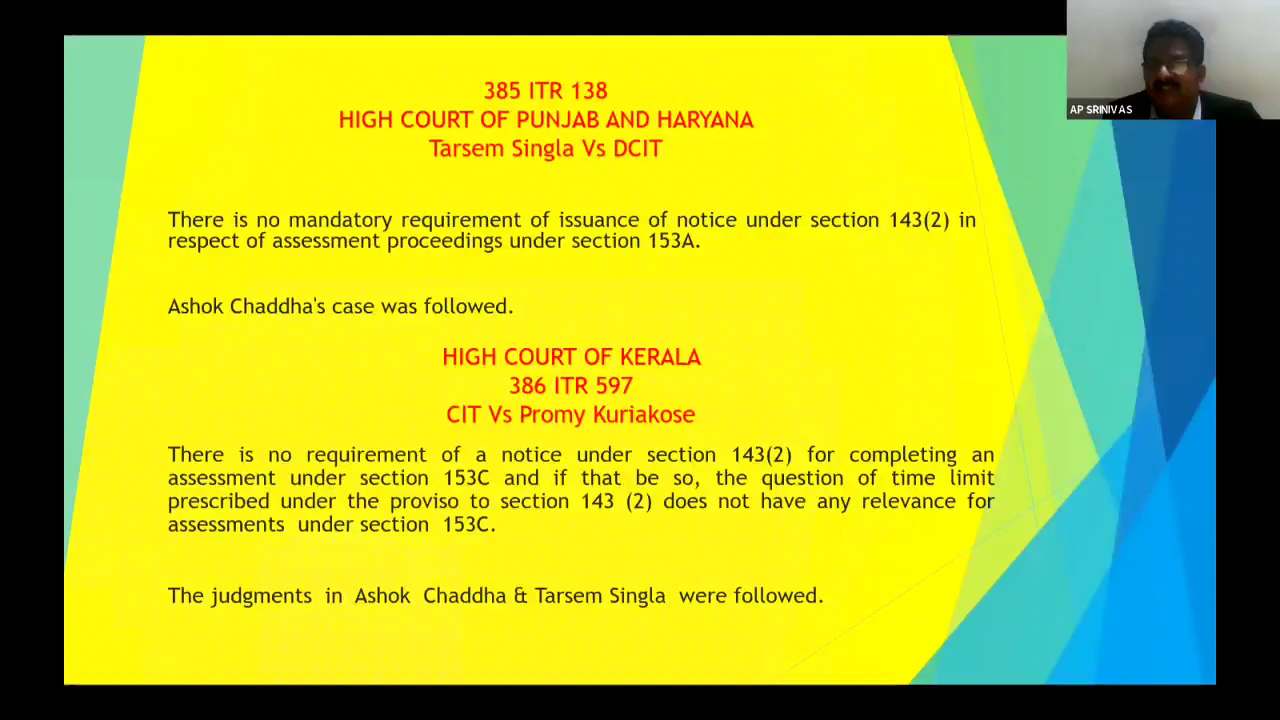 385 ITR 138
HIGH COURT OF PUNJAB AND HARYANA
Tarsem Singla Vs DCIT
AP SRINIVAS
There is no mandatory requirement of issuance of notice under section 143(2) in
respect of assessment proceedings under section 153A.
Ashok Chaddha's case was followed.
HIGH COURT OF KERALA
386 ITR 597
CIT Vs Promy Kuriakose
There is no requirement of a notice under section 143(2) for completing an
assessment under section 153C and if that be so, the question of time limit
prescribed under the proviso to section 143 (2) does not have any relevance for
assessments under section 153C.
The judgments in Ashok Chaddha & Tarsem Singla were followed.